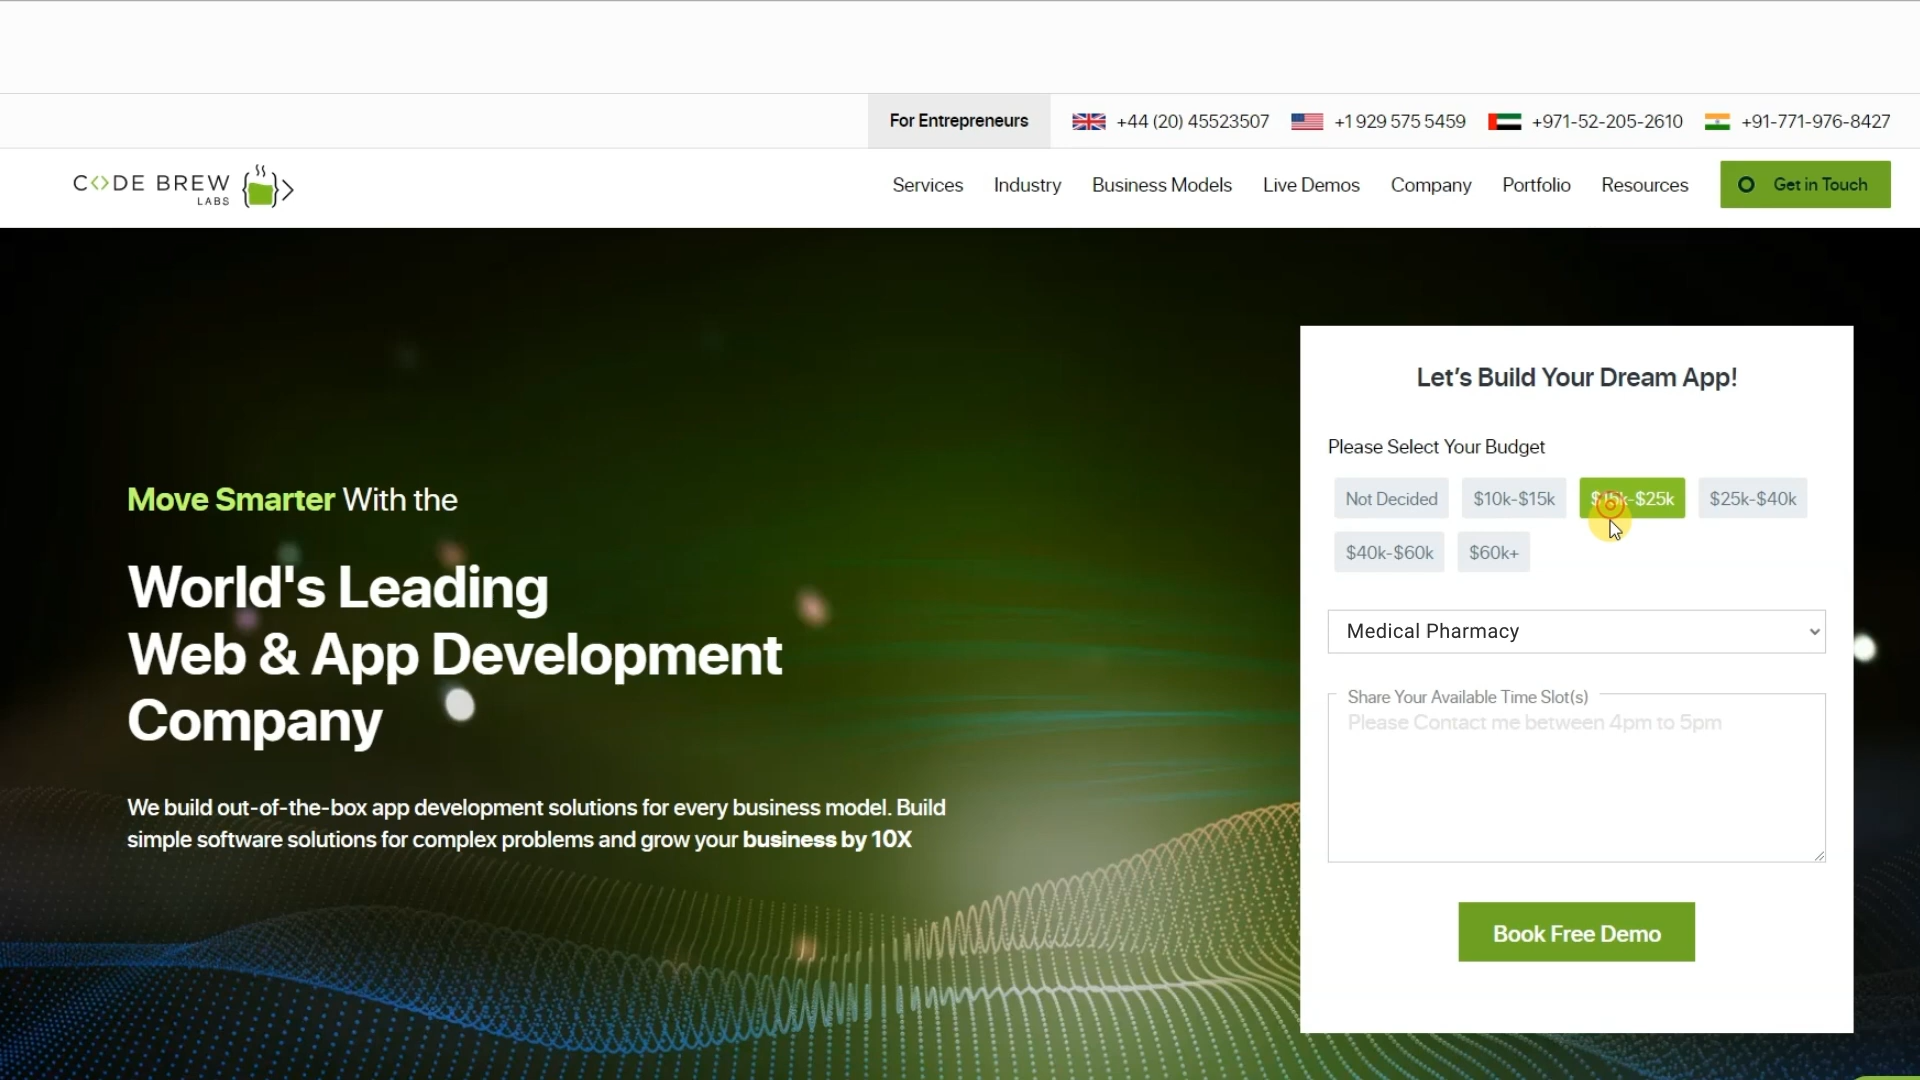 For Entrepreneurs +44 (20) 45523507 +1 929 575 5459 +971-52-205-2610 +91-771-976-8427
C<>DE BREW
LABS
Services Industry Business Models Live Demos Company Portfolio Resources Get in Touch
Let's Build Your Dream App!
Please Select Your Budget
Not Decided $10k-$15k $15k-$25k $25k-$40k
$40k-$60k $60k+
Medical Pharmacy
Share Your Available Time Slot(s)
Please Contact me between 4pm to 5pm
Book Free Demo
Move Smarter With the
World's Leading
Web & App Development
Company
We build out-of-the-box app development solutions for every business model. Build
simple software solutions for complex problems and grow your business by 10X